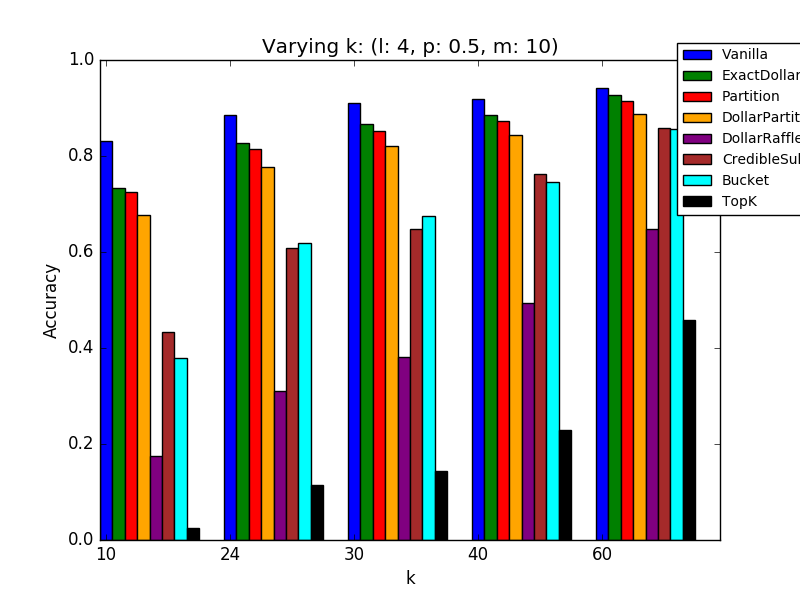 Varying k: (l: 4, p: 0.5, m: 10)
1.0
0.8
0.6
0.4
0.2
0.0
Accuracy
10 24 30 40 60
k
Vanilla
ExactDollar
Partition
DollarPartit
DollarRaffle
CredibleSu
Bucket
TopK